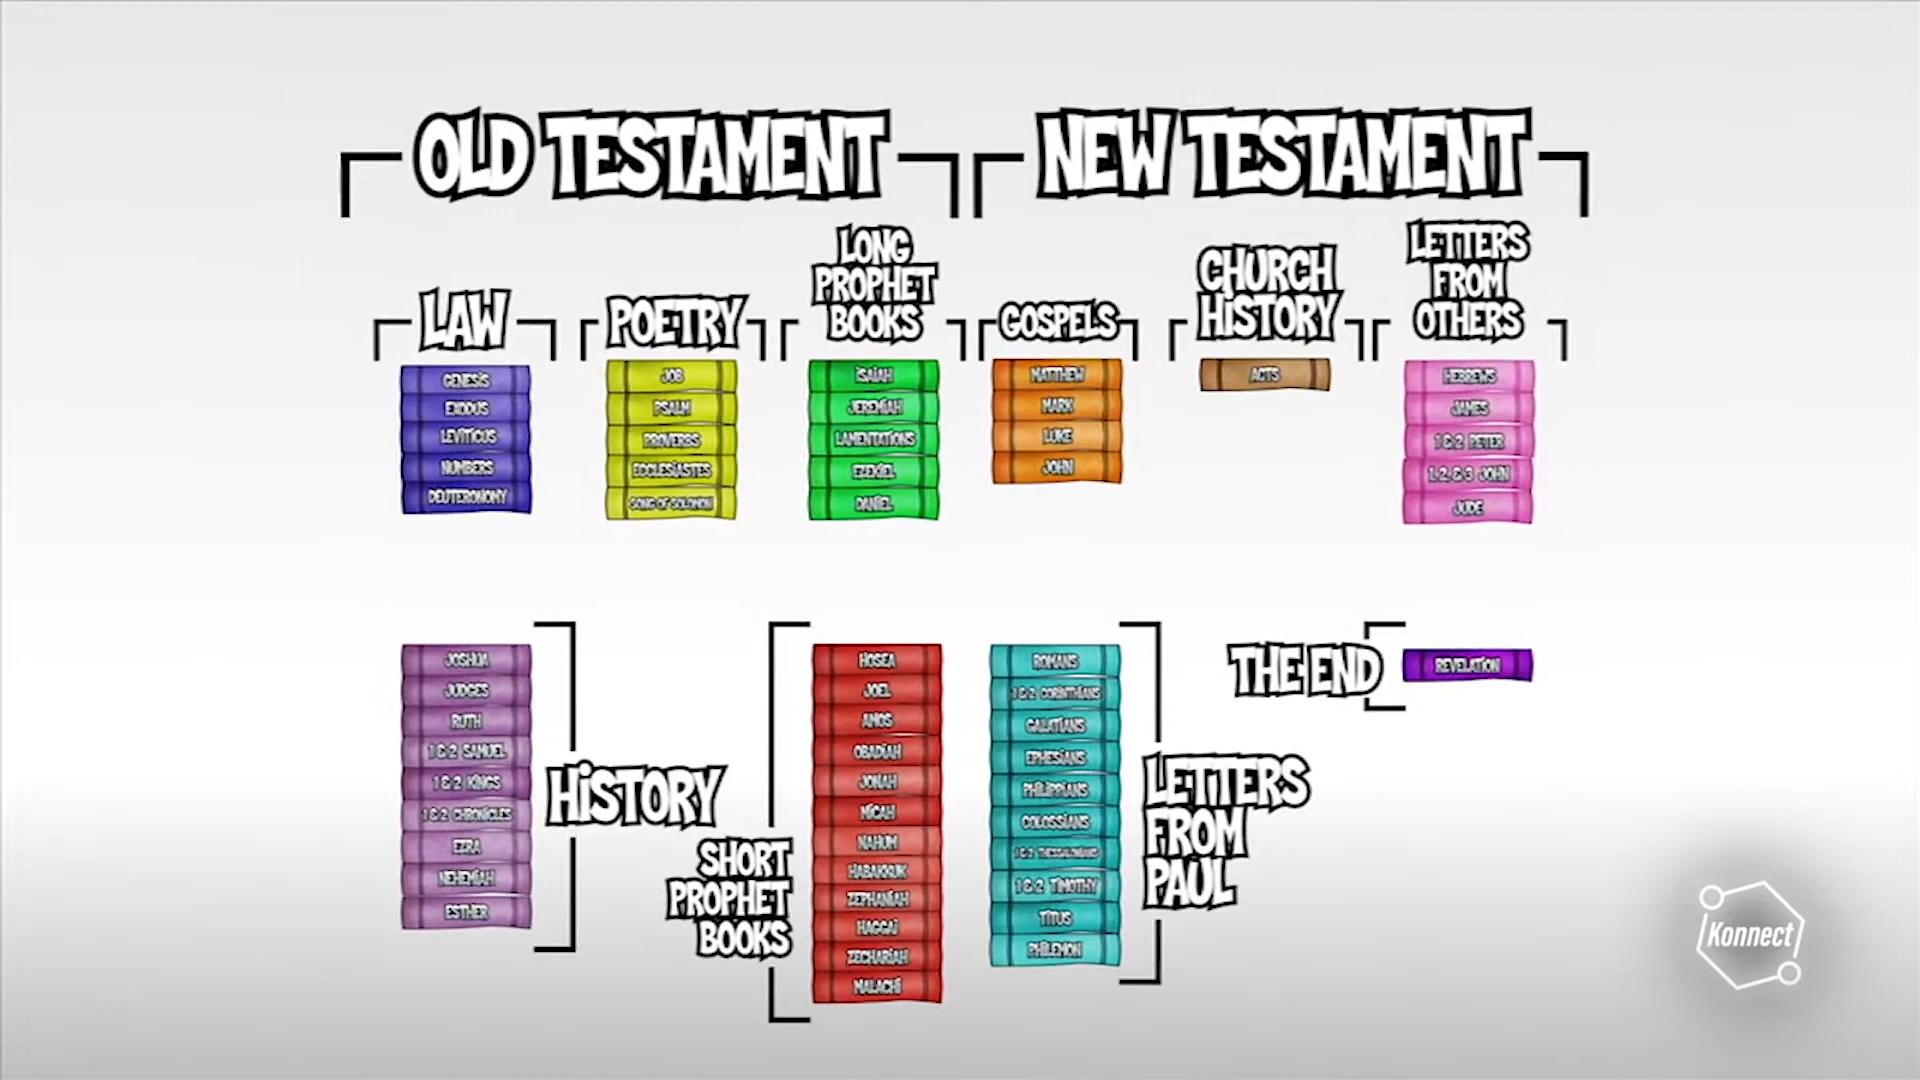 OLD TESTAMENT
NEW TESTAMENT
LAW
GENESIS
EXODUS
LEVITICUS
NUMBERS
DEUTERONOMY
POETRY
JOB
PSALM
PROVERBS
ECCLESIASTES
SONG OF SOLOMON
LONG
PROPHET
BOOKS
ISAIAH
JEREMIAH
LAMENTATIONS
EZEKIEL
DANIEL
GOSPELS
MATTHEW
MARK
LUKE
JOHN
CHURCH
HISTORY
ACTS
LETTERS
FROM
OTHERS
HEBREWS
JAMES
1 & 2 PETER
1, 2, & 3 JOHN
JUDE
JOSHUA
JUDGES
RUTH
1 & 2 SAMUEL
1 & 2 KINGS
1 & 2 CHRONICLES
EZRA
NEHEMIAH
ESTHER
HISTORY
SHORT
PROPHET
BOOKS
HOSEA
JOEL
AMOS
OBADIAH
JONAH
MICAH
NAHUM
HABAKKUK
ZEPHANIAH
HAGGAI
ZECHARIAH
MALACHI
ROMANS
1 & 2 CORINTHIANS
GALATIANS
EPHESIANS
PHILIPPIANS
COLOSSIANS
1 & 2 THESSALONIANS
1 & 2 TIMOTHY
TITUS
PHILEMON
LETTERS
FROM
PAUL
THE END
REVELATION
Konnect